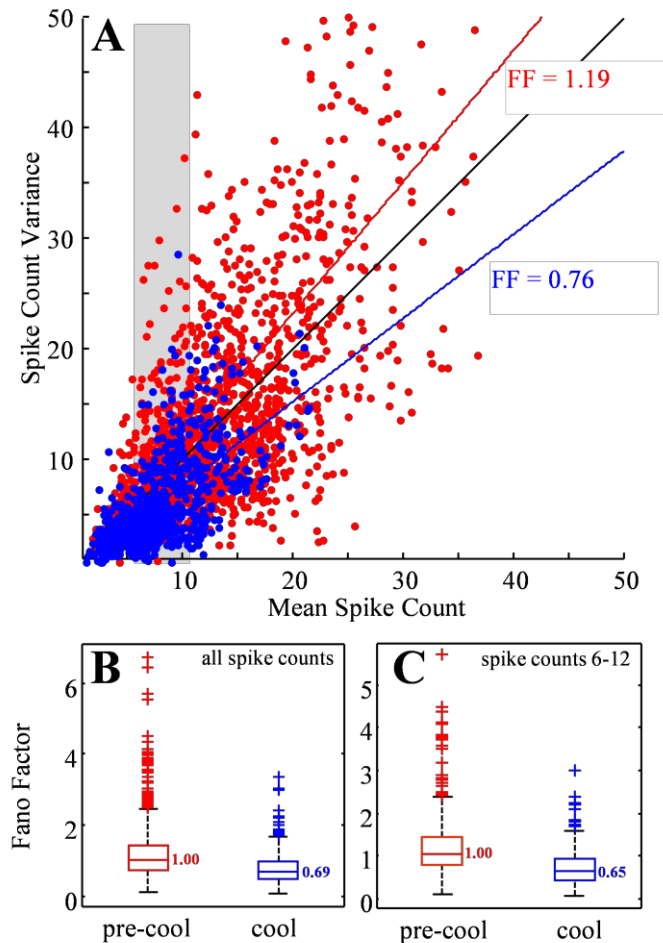 A
50
40
30
20
10
Spike Count Variance
FF = 1.19
FF = 0.76
10
20
30
40
50
Mean Spike Count
B
all spike counts
6
4
2
0
Fano Factor
1.00
0.69
pre-cool
cool
C
spike counts 6-12
5
4
3
2
1
0
1.00
0.65
pre-cool
cool